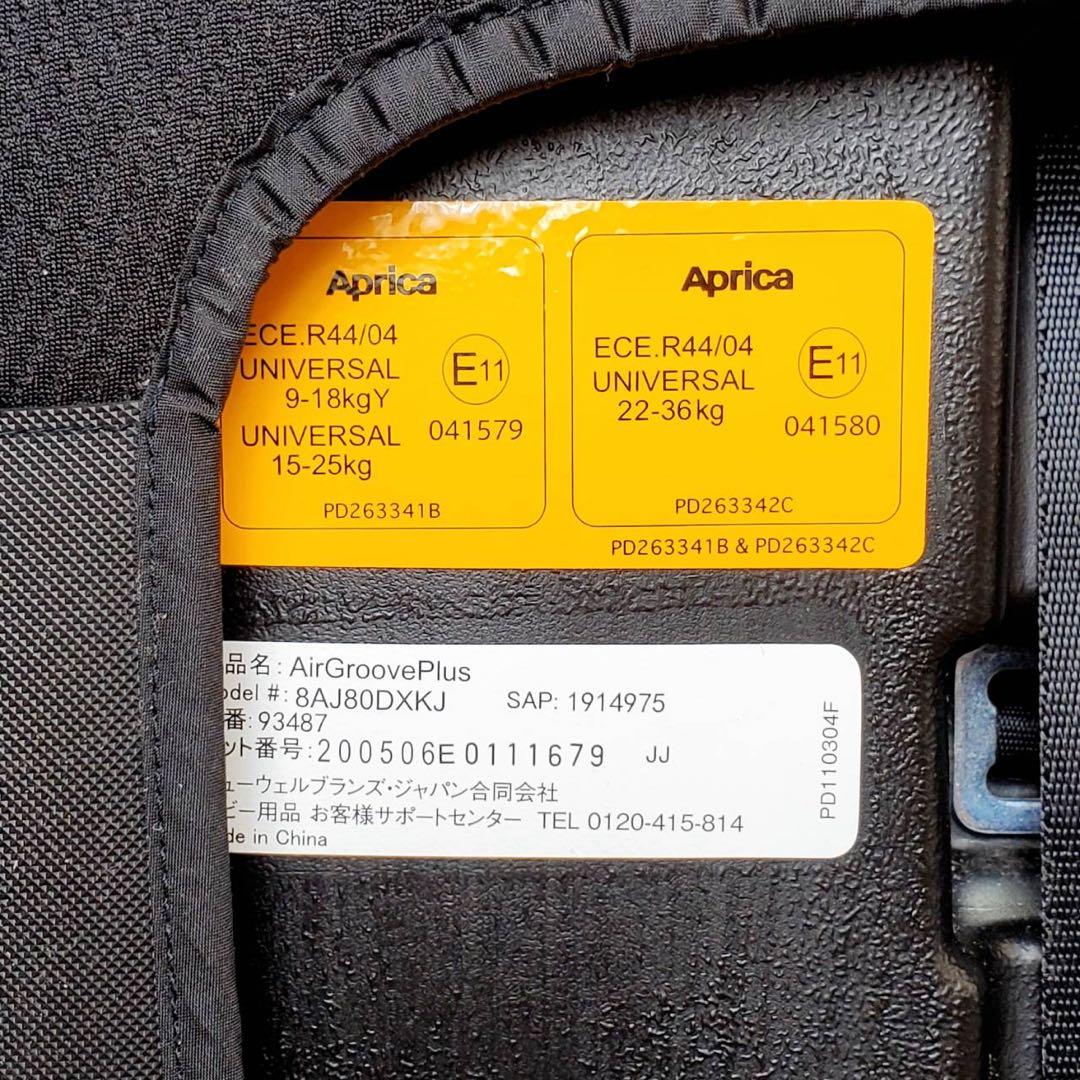 Aprica
ECE.R44/04
UNIVERSAL
9-18kgY
UNIVERSAL
15-25kg
E11
041579
PD263341B
Aprica
ECE.R44/04
UNIVERSAL
22-36kg
E11
041580
PD263342C
PD263341B & PD263342C
品名: AirGroovePlus
odel #: 8AJ80DXKJ SAP: 1914975
番: 93487
ット番号: 200506E0111679 JJ
ューウェルブランズ・ジャパン合同会社
ビー用品 お客様サポートセンター TEL 0120-415-814
de in China
PD110304F